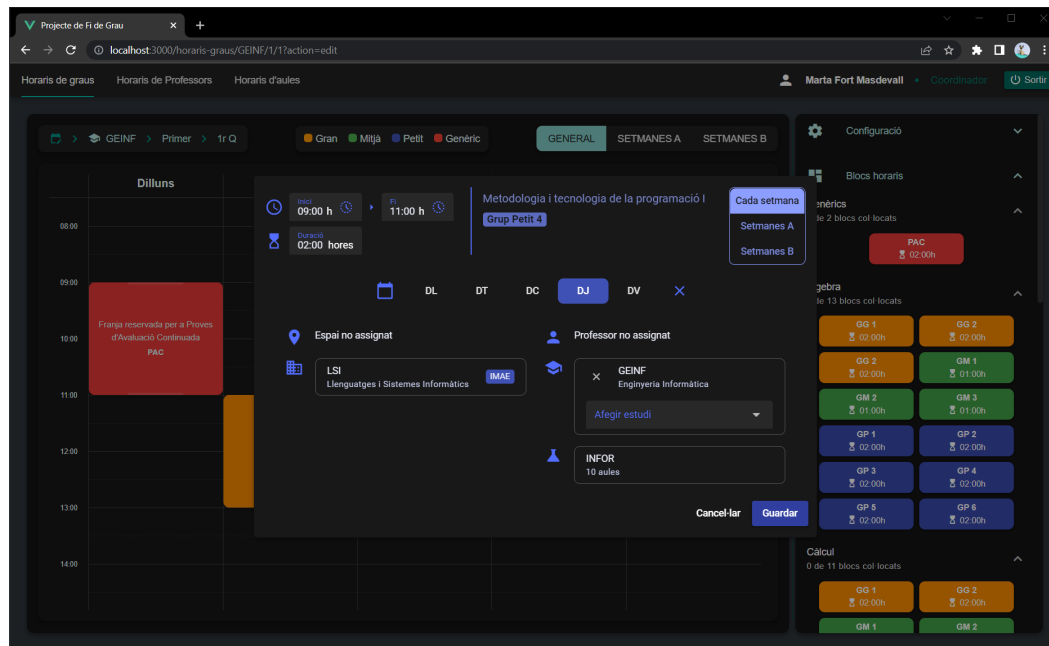 Projecte de Fi de Grau
localhost:3000/horaris-graus/GEINF/1/1?action=edit
Horaris de graus
Horaris de Professors
Horaris d'aules
Marta Fort Masdevall
Coordinador
Sortir
GEINF > Primer > 1r Q
Gran
Mitjà
Petit
Genèric
GENERAL
SETMANES A
SETMANES B
Dilluns
08:00
09:00
10:00
11:00
12:00
13:00
14:00
Franja reservada per a Proves
d'Avaluació Continuada
PAC
Inici
09:00 h
Fi
11:00 h
Duració
02:00 hores
Metodologia i tecnologia de la programació I
Grup Petit 4
Cada setmana
Setmanes A
Setmanes B
DL
DT
DC
DJ
DV
Espai no assignat
LSI
Llenguatges i Sistemes Informàtics
IMAE
Professor no assignat
GEINF
Enginyeria Informàtica
Afegir estudi
INFOR
10 aules
Cancel·lar
Guardar
Configuració
Blocs horaris
de 2 blocs col·locats
PAC
02:00h
de 13 blocs col·locats
GG 1
02:00h
GG 2
02:00h
GG 2
02:00h
GM 1
01:00h
GM 2
01:00h
GM 3
01:00h
GP 1
02:00h
GP 2
02:00h
GP 3
02:00h
GP 4
02:00h
GP 5
02:00h
GP 6
02:00h
Càlcul
0 de 11 blocs col·locats
GG 1
02:00h
GG 2
02:00h
GM 1
GM 2